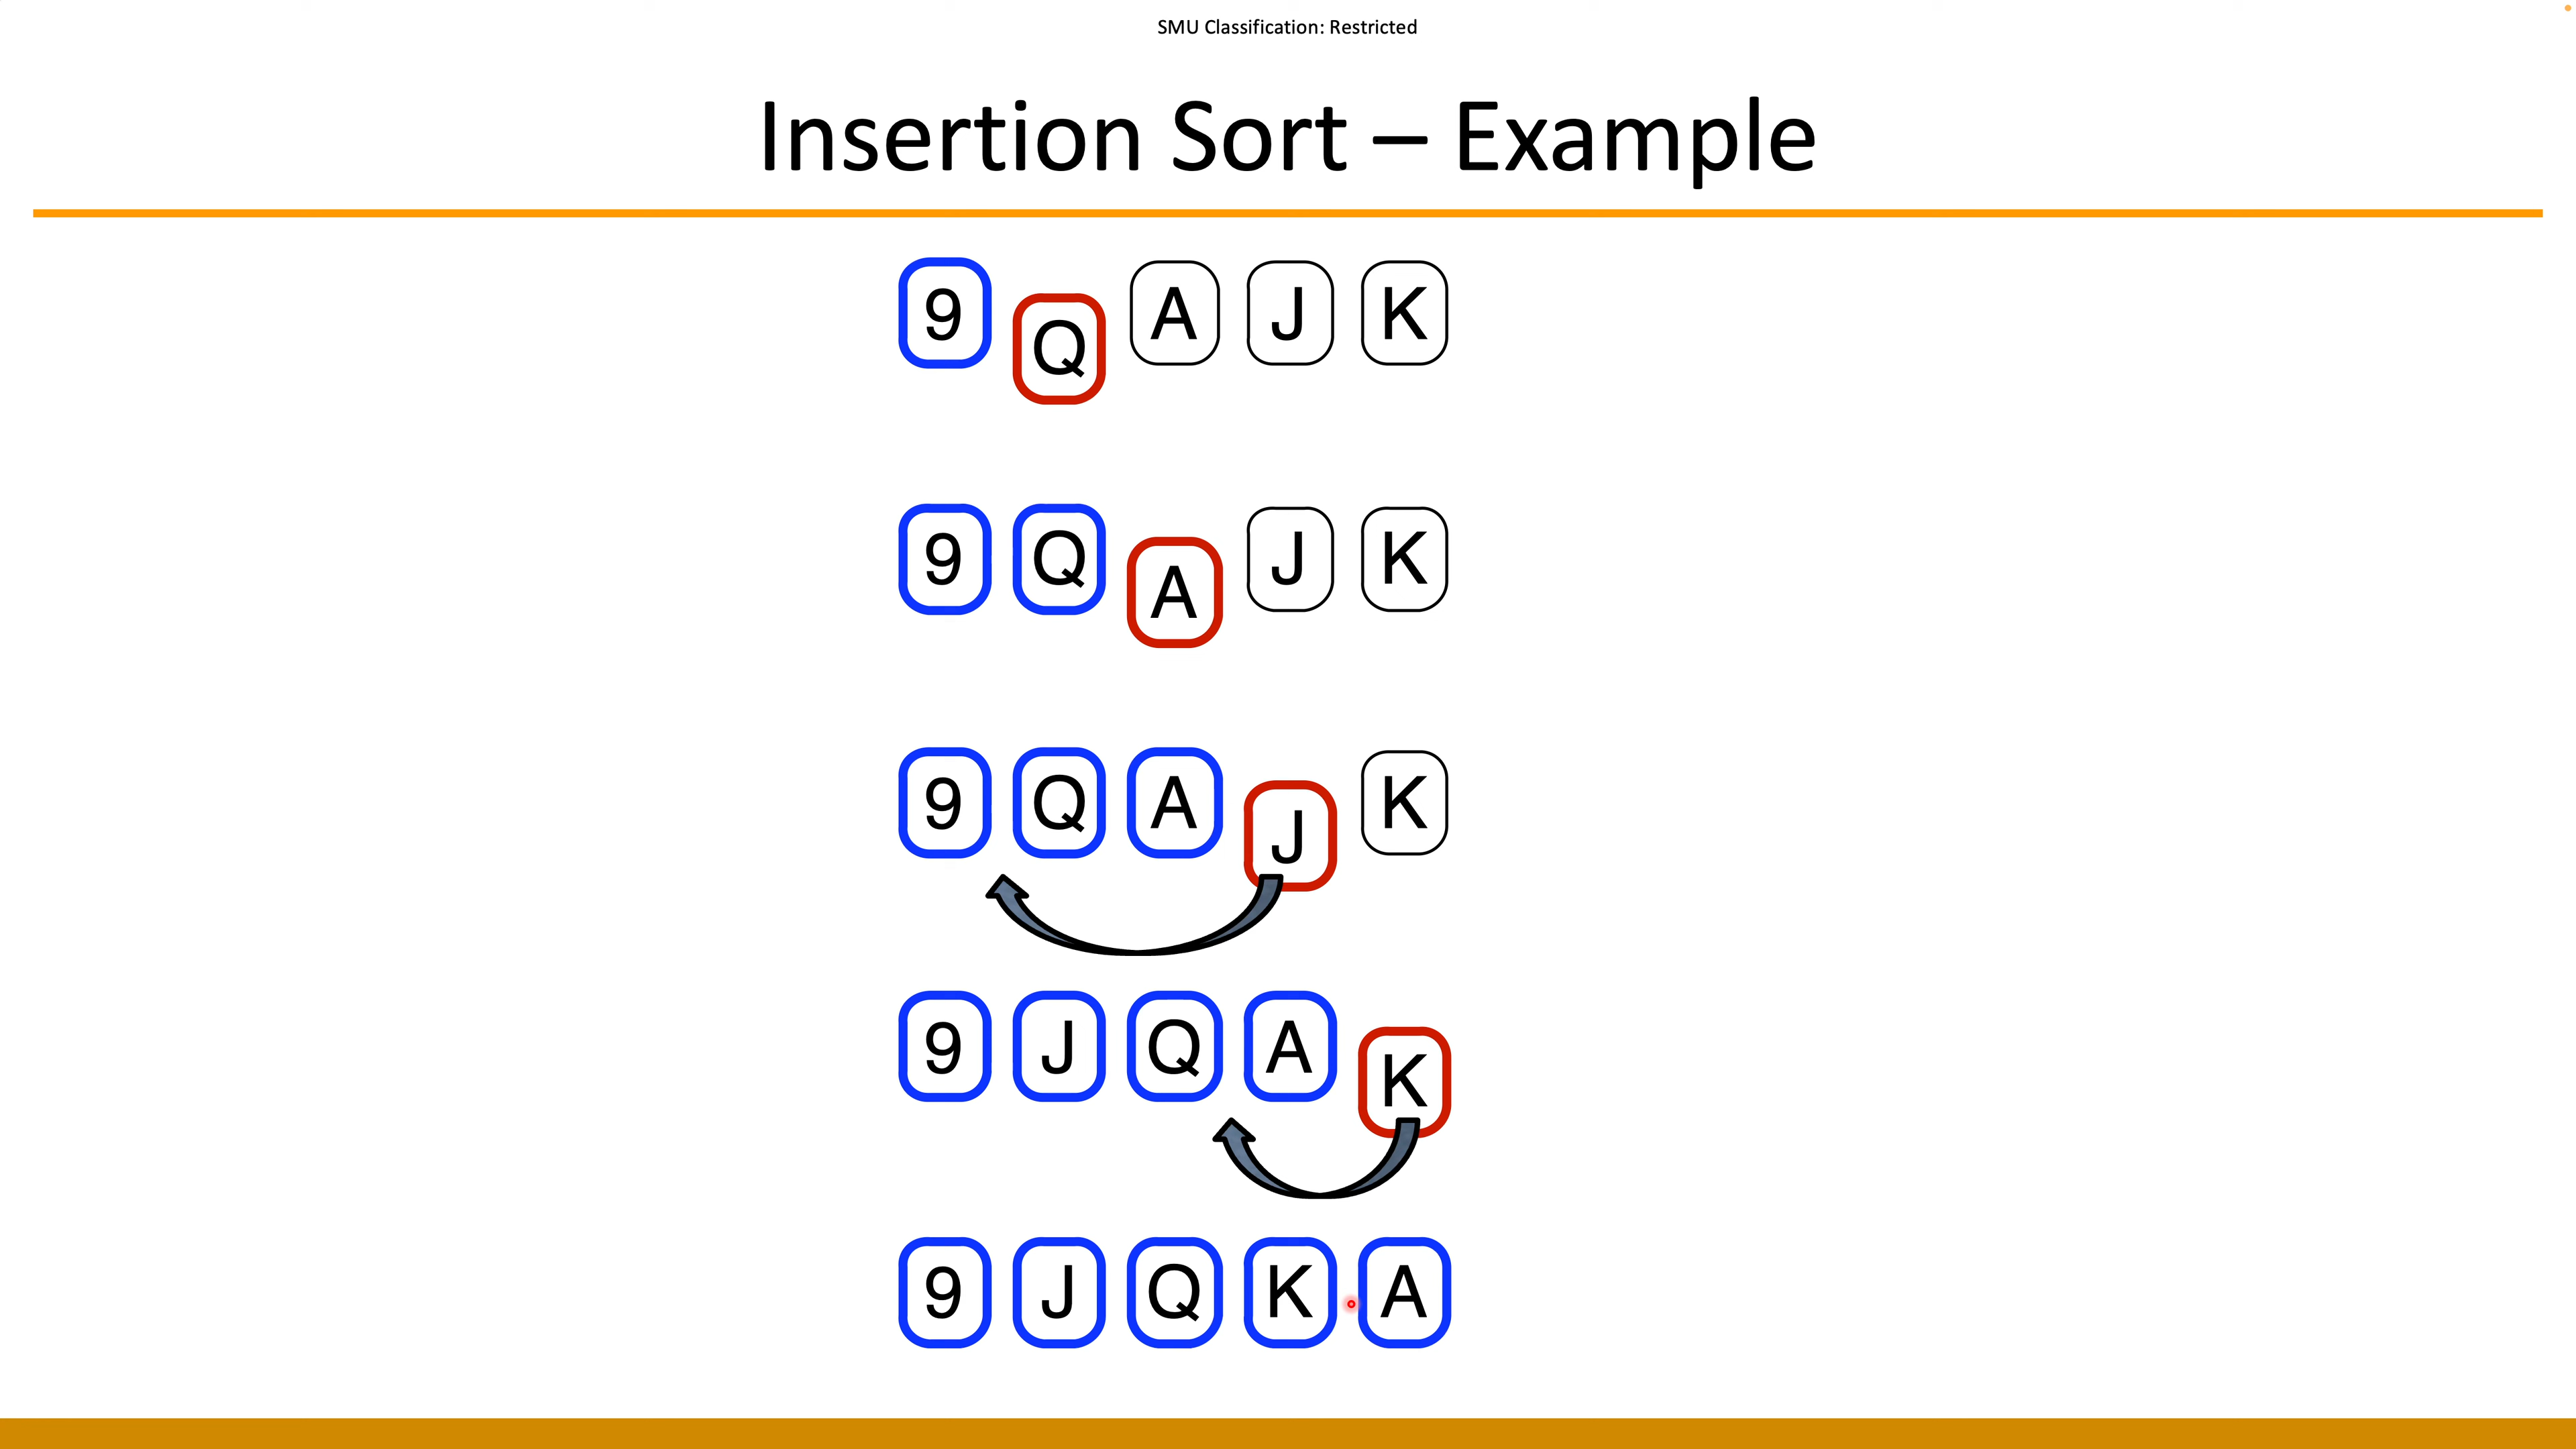 SMU Classification: Restricted
Insertion Sort – Example
9 Q A J K
9 Q A J K
9 Q A J K
9 J Q A K
9 J Q K A